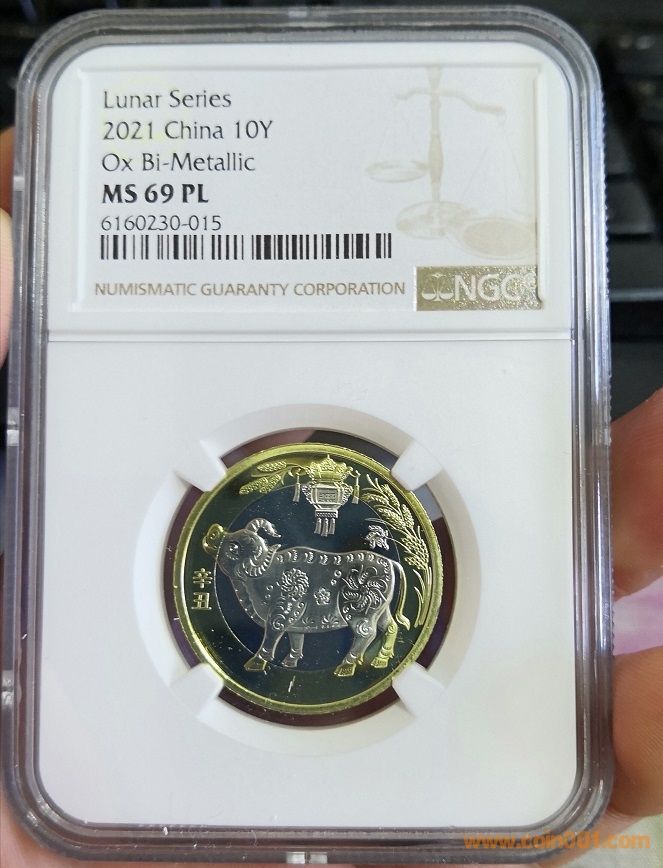 Lunar Series
2021 China 10Y
Ox Bi-Metallic
MS 69 PL
6160230-015
NUMISMATIC GUARANTY CORPORATION
NGC
辛丑
www.coin001.com